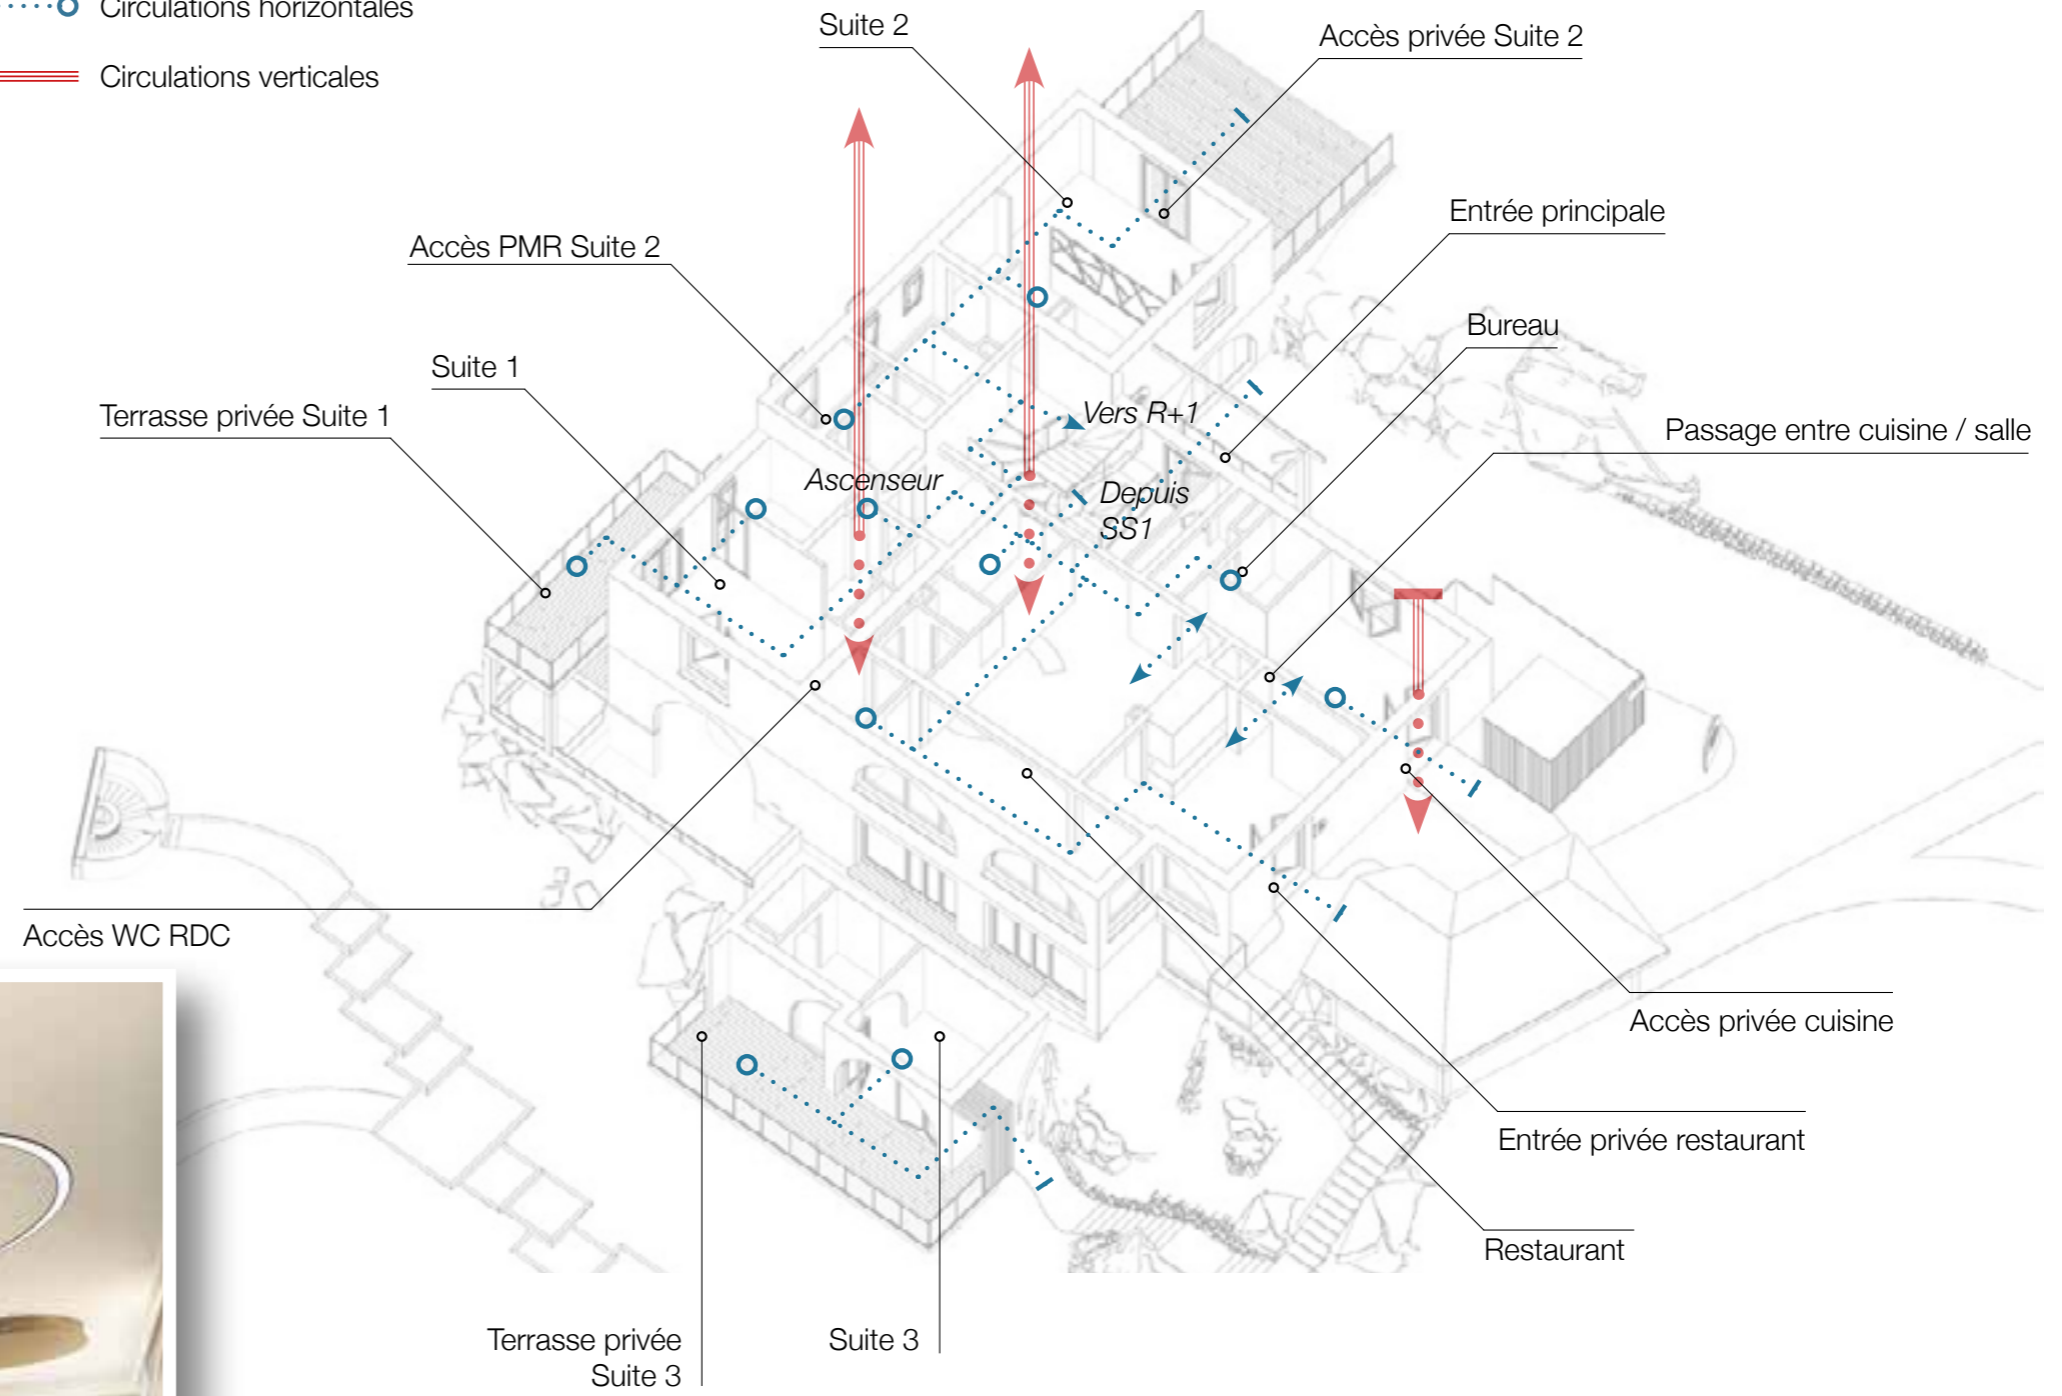 Circulations horizontales
Circulations verticales
Suite 2
Accès privée Suite 2
Entrée principale
Accès PMR Suite 2
Bureau
Suite 1
Terrasse privée Suite 1
Vers R+1
Passage entre cuisine / salle
Ascenseur
Depuis
SS1
Accès WC RDC
Accès privée cuisine
Entrée privée restaurant
Restaurant
Terrasse privée
Suite 3
Suite 3